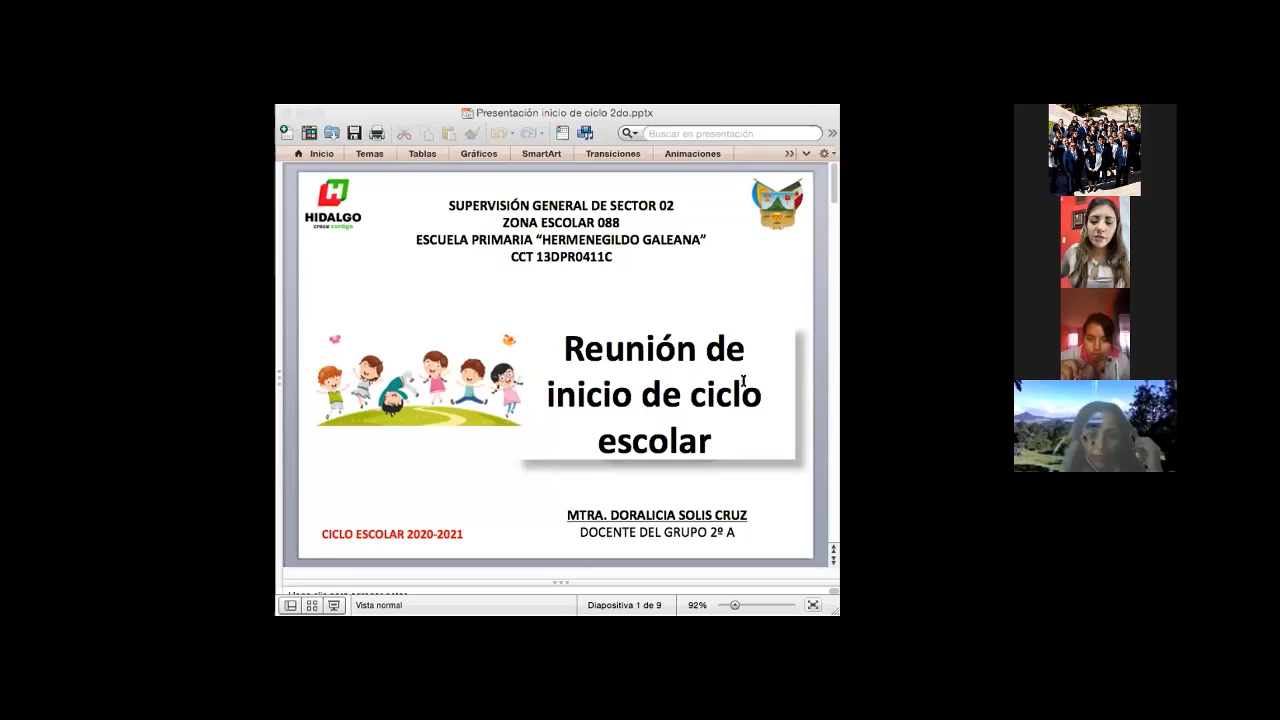 Presentación inicio de ciclo 2do.pptx
Buscar en presentación
Inicio Temas Tablas Gráficos SmartArt Transiciones Animaciones
HIDALGO
crece contigo
SUPERVISIÓN GENERAL DE SECTOR 02
ZONA ESCOLAR 088
ESCUELA PRIMARIA “HERMENEGILDO GALEANA”
CCT 13DPR0411C
Reunión de
inicio de ciclo
escolar
MTRA. DORALICIA SOLIS CRUZ
DOCENTE DEL GRUPO 2º A
CICLO ESCOLAR 2020-2021
Vista normal
Diapositiva 1 de 9
92%